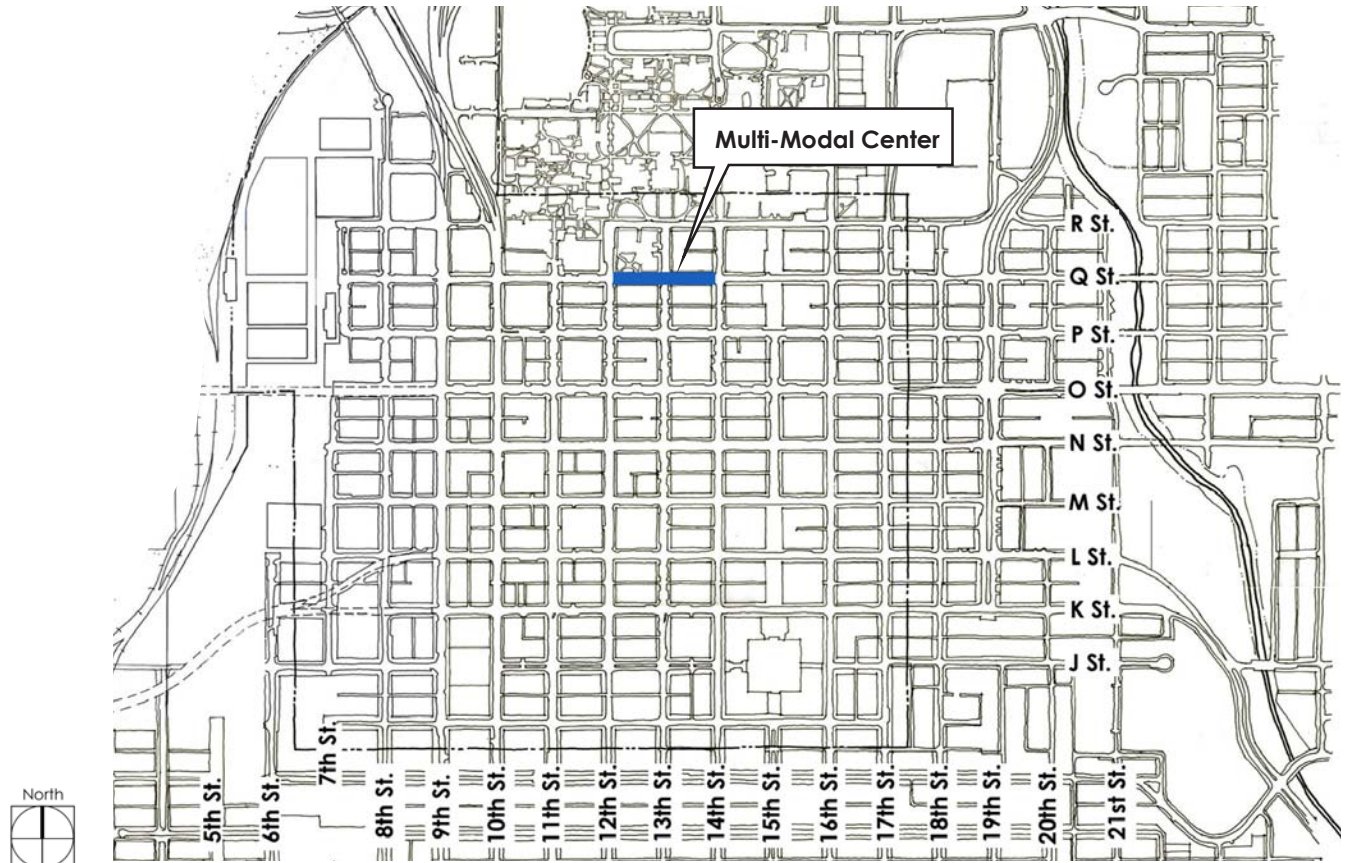 Multi-Modal Center
R St.
Q St.
P St.
O St.
N St.
M St.
L St.
K St.
J St.
North
5th St.
6th St.
7th St.
8th St.
9th St.
10th St.
11th St.
12th St.
13th St.
14th St.
15th St.
16th St.
17th St.
18th St.
19th St.
20th St.
21st St.